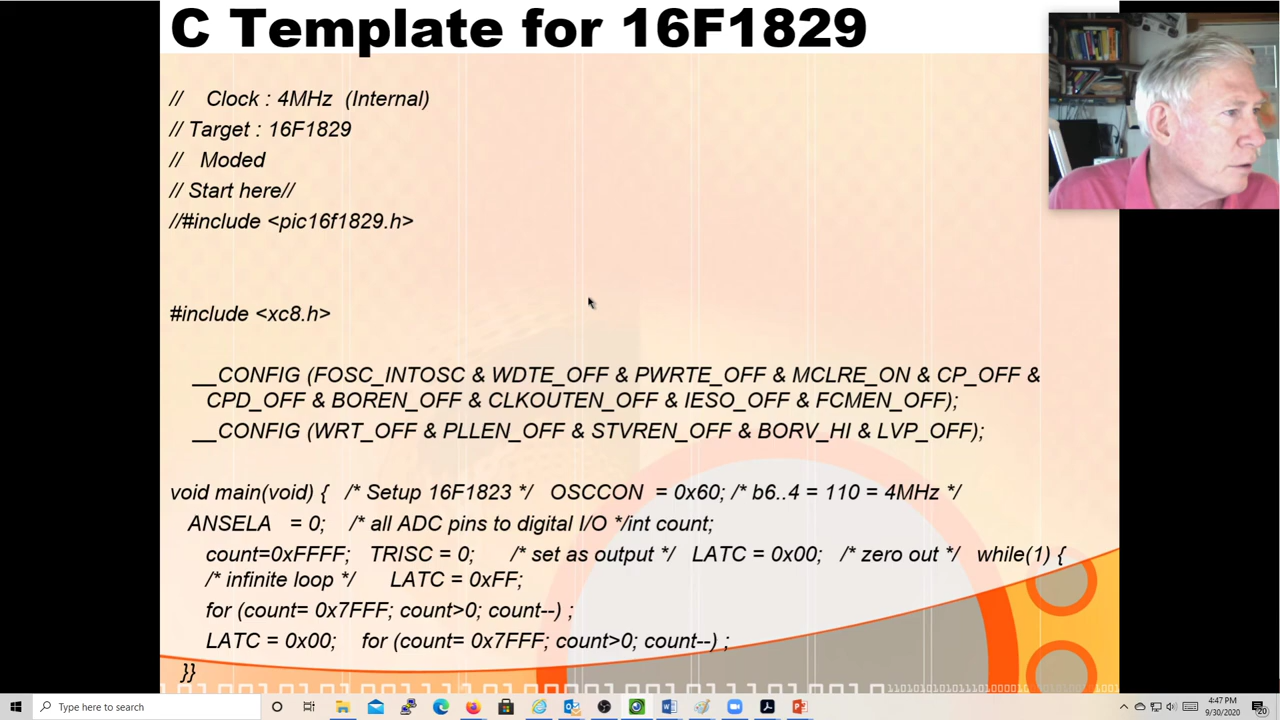 C Template for 16F1829
// Clock : 4MHz (Internal)
// Target : 16F1829
// Moded
// Start here//
//#include <pic16f1829.h>
#include <xc8.h>
__CONFIG (FOSC_INTOSC & WDTE_OFF & PWRTE_OFF & MCLRE_ON & CP_OFF &
CPD_OFF & BOREN_OFF & CLKOUTEN_OFF & IESO_OFF & FCMEN_OFF);
__CONFIG (WRT_OFF & PLLEN_OFF & STVREN_OFF & BORV_HI & LVP_OFF);
void main(void) { /* Setup 16F1823 */ OSCCON = 0x60; /* b6..4 = 110 = 4MHz */
ANSELA = 0; /* all ADC pins to digital I/O */int count;
count=0xFFFF; TRISC = 0; /* set as output */ LATC = 0x00; /* zero out */ while(1) {
/* infinite loop */ LATC = 0xFF;
for (count= 0x7FFF; count>0; count--) ;
LATC = 0x00; for (count= 0x7FFF; count>0; count--) ;
}}
Type here to search
4:47 PM
9/30/2020
20